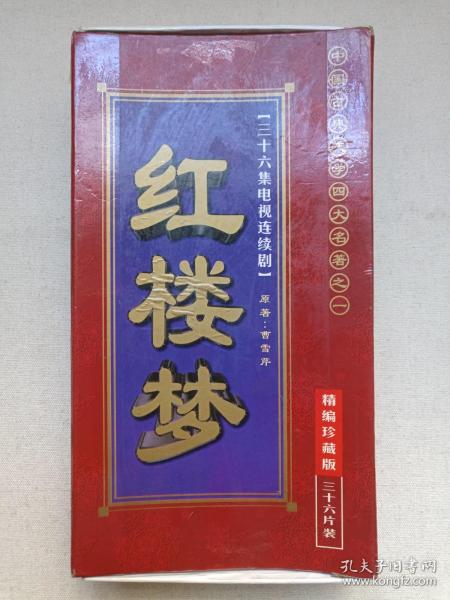 中国古典文学四大名著之一
【三十六集电视连续剧】
原著：曹雪芹
红楼梦
精编珍藏版
三十六片装
孔夫子旧书网
www.kongfz.com